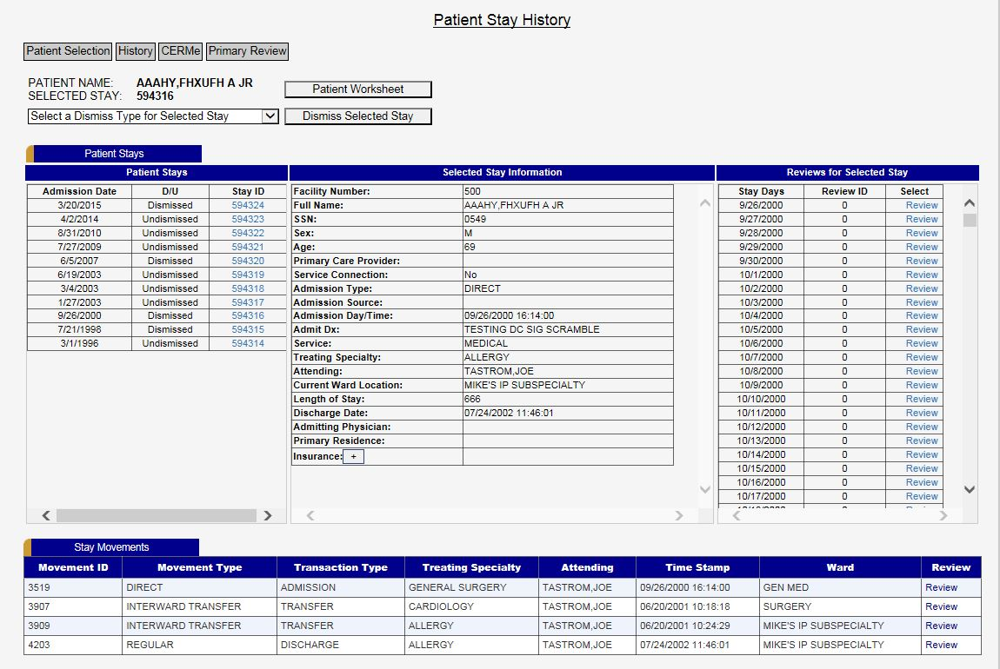 Patient Stay History
Patient Selection History CERMe Primary Review
PATIENT NAME: AAAHY,FHXUFH A JR
SELECTED STAY: 594316
Patient Worksheet
Select a Dismiss Type for Selected Stay Dismiss Selected Stay
Patient Stays
Patient Stays
Admission Date D/U Stay ID
3/20/2015 Dismissed 594324
4/2/2014 Undismissed 594323
8/31/2010 Undismissed 594322
7/27/2009 Undismissed 594321
6/5/2007 Dismissed 594320
6/19/2003 Undismissed 594319
3/4/2003 Undismissed 594318
1/27/2003 Undismissed 594317
9/26/2000 Dismissed 594316
7/21/1998 Dismissed 594315
3/1/1996 Undismissed 594314
Selected Stay Information
Facility Number: 500
Full Name: AAAHY,FHXUFH A JR
SSN: 0549
Sex: M
Age: 69
Primary Care Provider:
Service Connection: No
Admission Type: DIRECT
Admission Source:
Admission Day/Time: 09/26/2000 16:14:00
Admit Dx: TESTING DC SIG SCRAMBLE
Service: MEDICAL
Treating Specialty: ALLERGY
Attending: TASTROM,JOE
Current Ward Location: MIKE'S IP SUBSPECIALTY
Length of Stay: 666
Discharge Date: 07/24/2002 11:46:01
Admitting Physician:
Primary Residence:
Insurance: +
Reviews for Selected Stay
Stay Days Review ID Select
9/26/2000 0 Review
9/27/2000 0 Review
9/28/2000 0 Review
9/29/2000 0 Review
9/30/2000 0 Review
10/1/2000 0 Review
10/2/2000 0 Review
10/3/2000 0 Review
10/4/2000 0 Review
10/5/2000 0 Review
10/6/2000 0 Review
10/7/2000 0 Review
10/8/2000 0 Review
10/9/2000 0 Review
10/10/2000 0 Review
10/11/2000 0 Review
10/12/2000 0 Review
10/13/2000 0 Review
10/14/2000 0 Review
10/15/2000 0 Review
10/16/2000 0 Review
10/17/2000 0 Review
Stay Movements
Movement ID Movement Type Transaction Type Treating Specialty Attending Time Stamp Ward Review
3519 DIRECT ADMISSION GENERAL SURGERY TASTROM,JOE 09/26/2000 16:14:00 GEN MED Review
3907 INTERWARD TRANSFER TRANSFER CARDIOLOGY TASTROM,JOE 06/20/2001 10:18:18 SURGERY Review
3909 INTERWARD TRANSFER TRANSFER ALLERGY TASTROM,JOE 06/20/2001 10:24:29 MIKE'S IP SUBSPECIALTY Review
4203 REGULAR DISCHARGE ALLERGY TASTROM,JOE 07/24/2002 11:46:01 MIKE'S IP SUBSPECIALTY Review